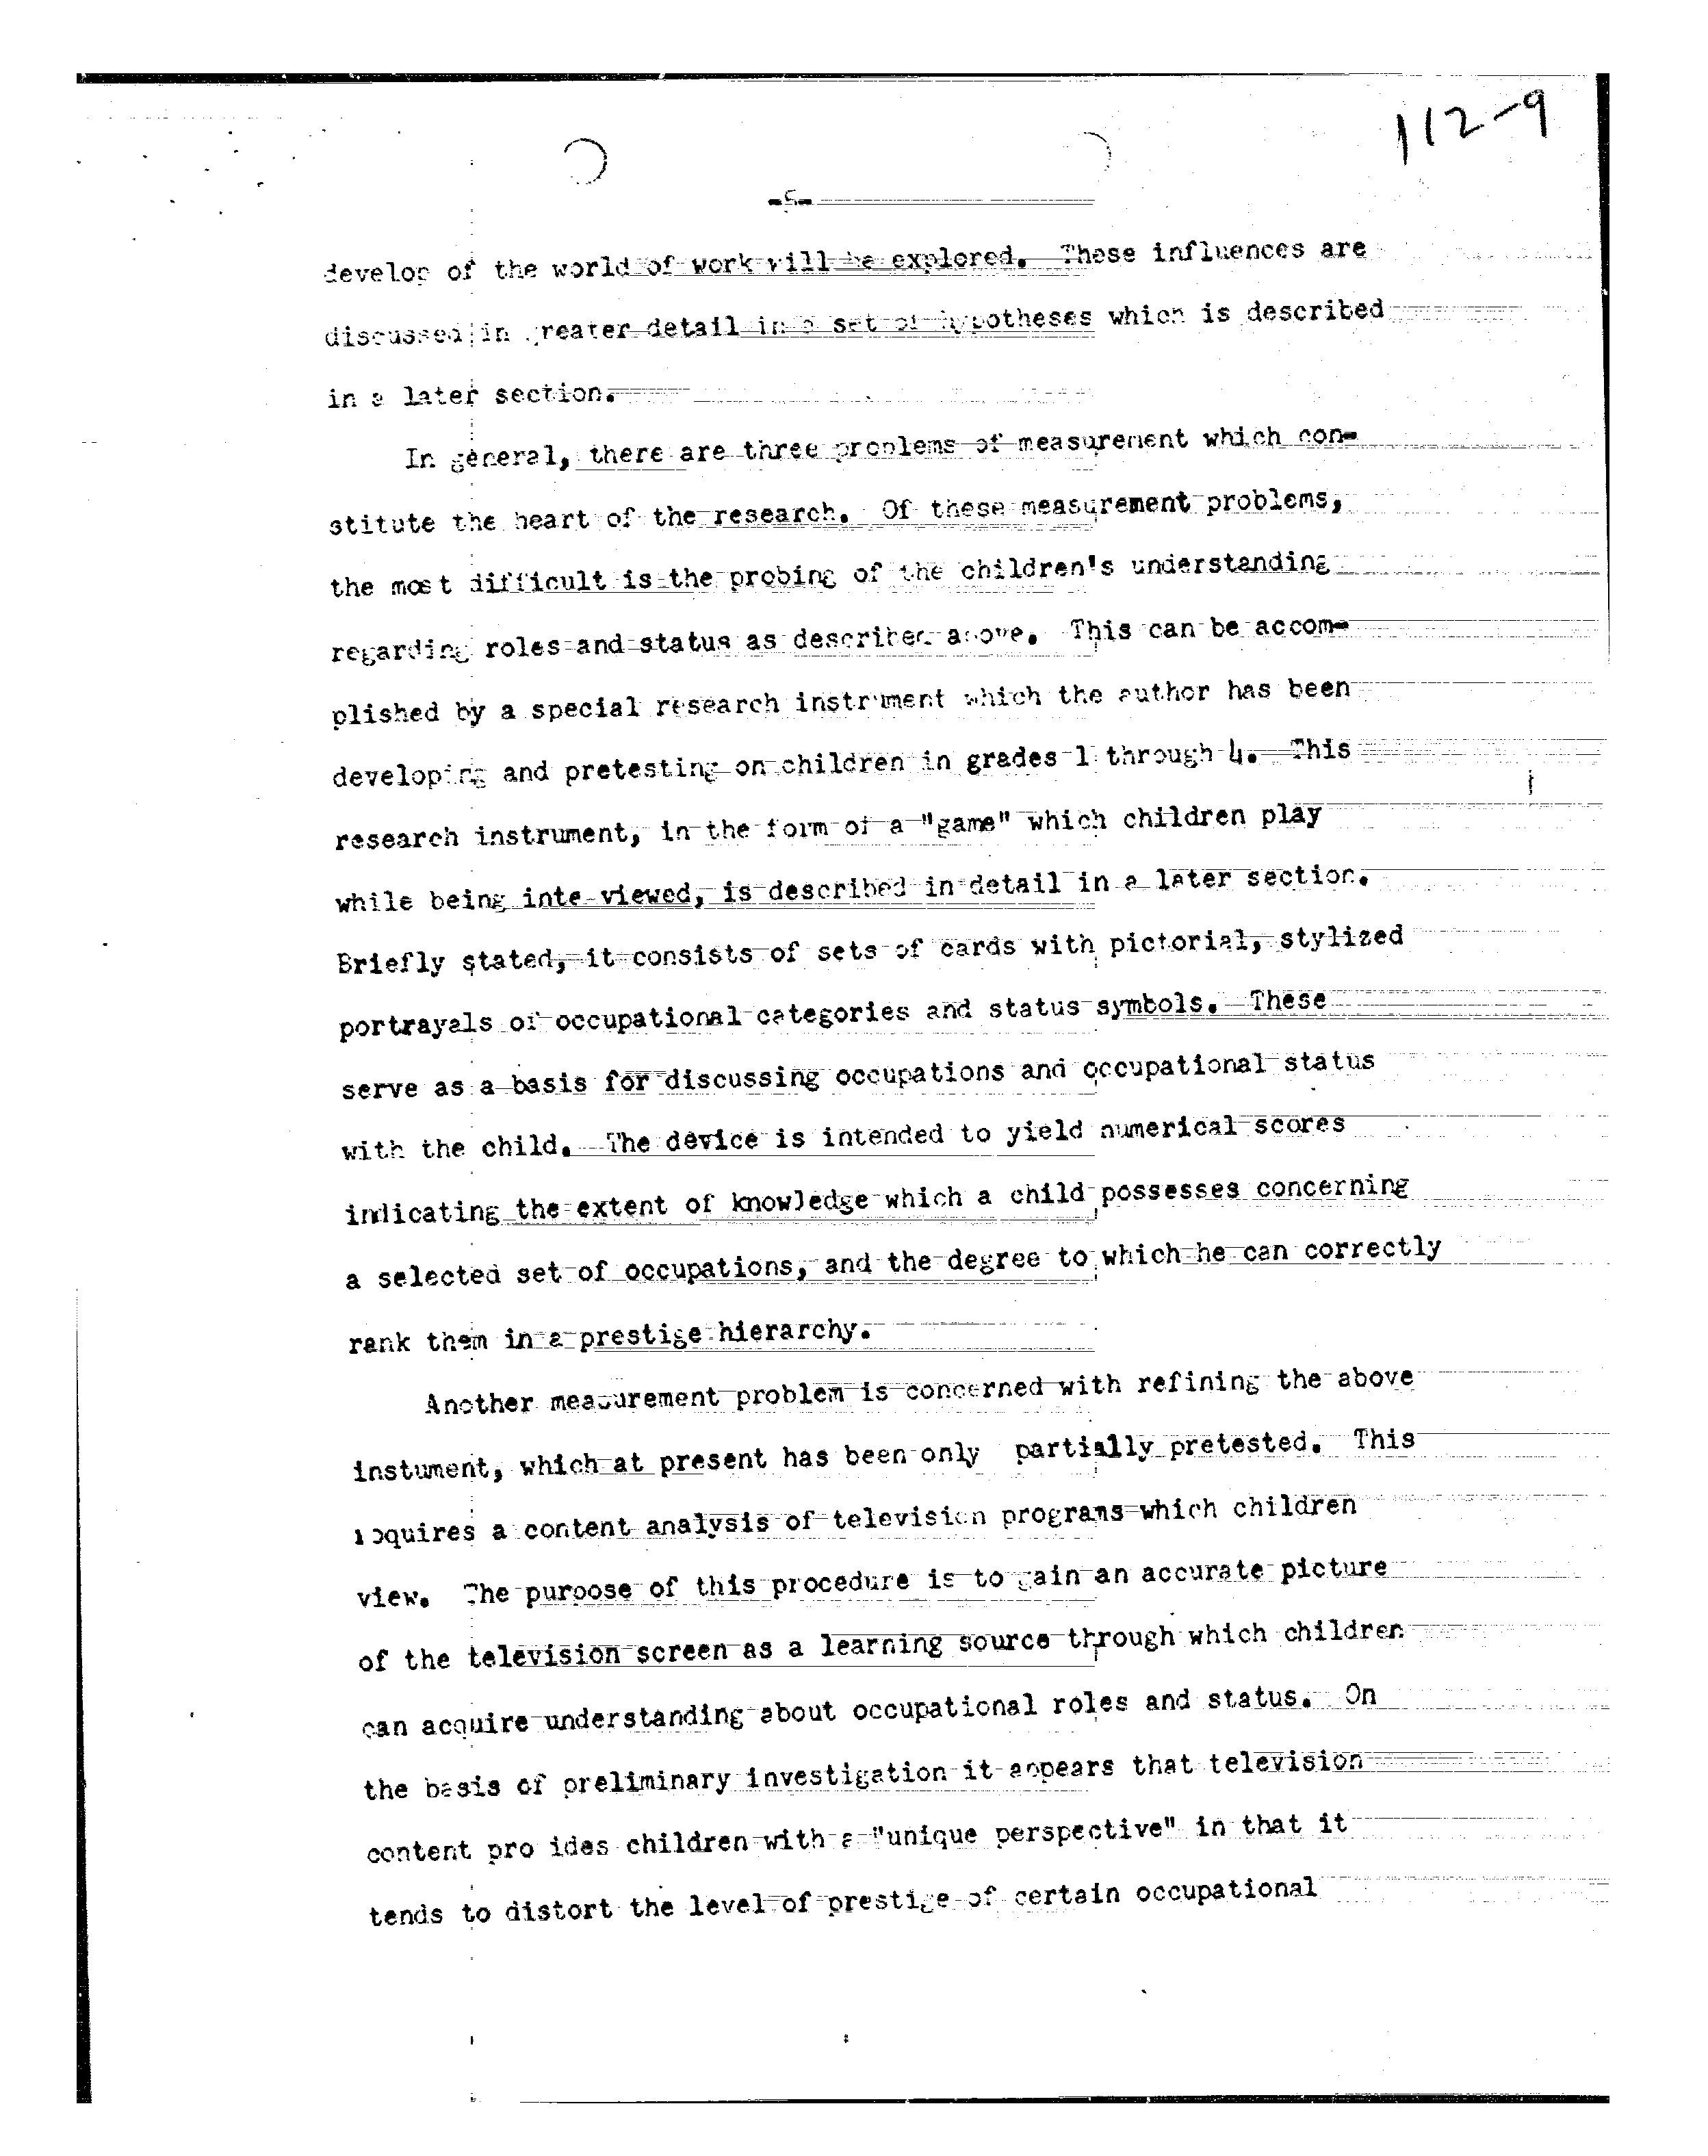 112-9
-5-
develop of the world of work will be explored. These influences are
discussed in greater detail in a set of hypotheses which is described
in a later section.
In general, there are three problems of measurement which con-
stitute the heart of the research. Of these measurement problems,
the most difficult is the probing of the children's understanding
regarding roles and status as described above. This can be accom-
plished by a special research instrument which the author has been
developing and pretesting on children in grades 1 through 4. This
research instrument, in the form of a "game" which children play
while being interviewed, is described in detail in a later section.
Briefly stated, it consists of sets of cards with pictorial, stylized
portrayals of occupational categories and status symbols. These
serve as a basis for discussing occupations and occupational status
with the child. The device is intended to yield numerical scores
indicating the extent of knowledge which a child possesses concerning
a selected set of occupations, and the degree to which he can correctly
rank them in a prestige hierarchy.
Another measurement problem is concerned with refining the above
instument, which at present has been only partially pretested. This
a content analysis of television programs which children
view. The purpose of this procedure is to gain an accurate picture
of the television screen as a learning source through which children
can acquire understanding about occupational roles and status. On
the basis of preliminary investigation it appears that television
content pro ides children with a "unique perspective" in that it
tends to distort the level of prestige of certain occupational